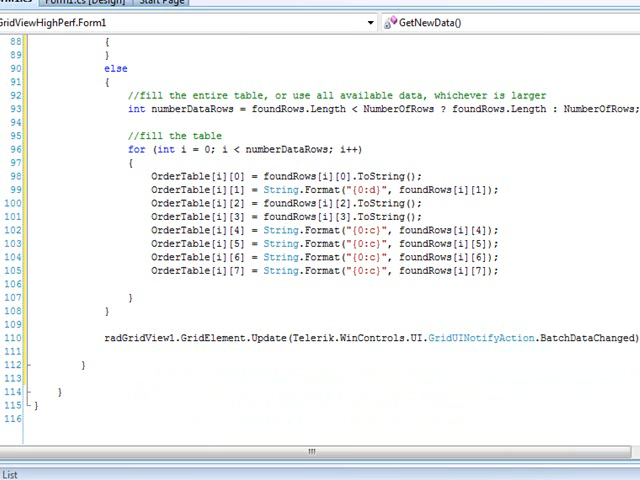 Form1.cs [Design] Start Page
GridViewHighPerf.Form1 GetNewData()
88 {
89 }
90 else
91 {
92 //fill the entire table, or use all available data, whichever is larger
93 int numberDataRows = foundRows.Length < NumberOfRows ? foundRows.Length : NumberOfRows;
94
95 //fill the table
96 for (int i = 0; i < numberDataRows; i++)
97 {
98 OrderTable[i][0] = foundRows[i][0].ToString();
99 OrderTable[i][1] = String.Format("{0:d}", foundRows[i][1]);
100 OrderTable[i][2] = foundRows[i][2].ToString();
101 OrderTable[i][3] = foundRows[i][3].ToString();
102 OrderTable[i][4] = String.Format("{0:c}", foundRows[i][4]);
103 OrderTable[i][5] = String.Format("{0:c}", foundRows[i][5]);
104 OrderTable[i][6] = String.Format("{0:c}", foundRows[i][6]);
105 OrderTable[i][7] = String.Format("{0:c}", foundRows[i][7]);
106
107 }
108 }
109
110 radGridView1.GridElement.Update(Telerik.WinControls.UI.GridUINotifyAction.BatchDataChanged)
111
112 }
113
114 }
115 }
116
List